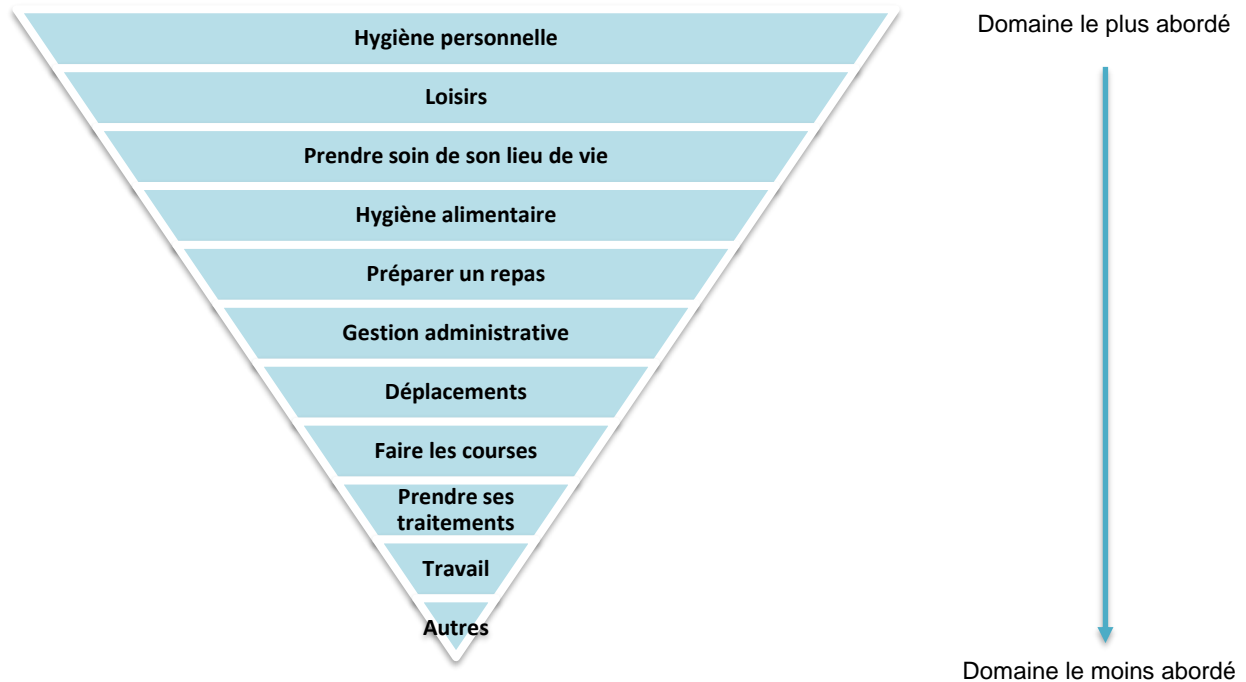 Hygiène personnelle
Domaine le plus abordé
Loisirs
Prendre soin de son lieu de vie
Hygiène alimentaire
Préparer un repas
Gestion administrative
Déplacements
Faire les courses
Prendre ses
traitements
Travail
Autres
Domaine le moins abordé